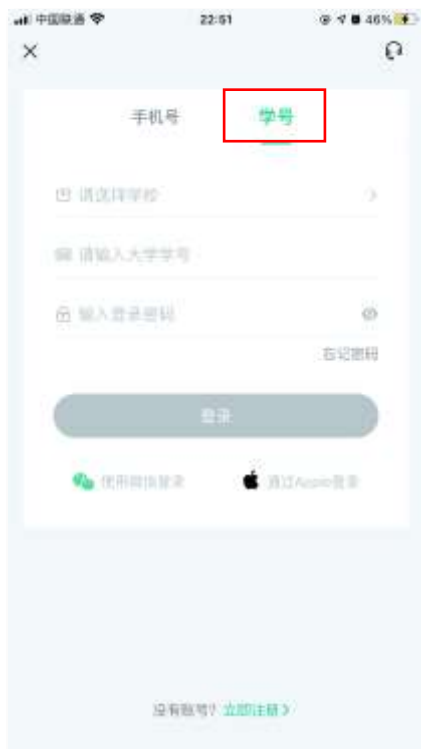 中国联通 22:51 46%
手机号 学号
请选择学校
请输入大学学号
输入登录密码
忘记密码
登录
使用微信登录 通过Apple登录
没有账号? 立即注册 >